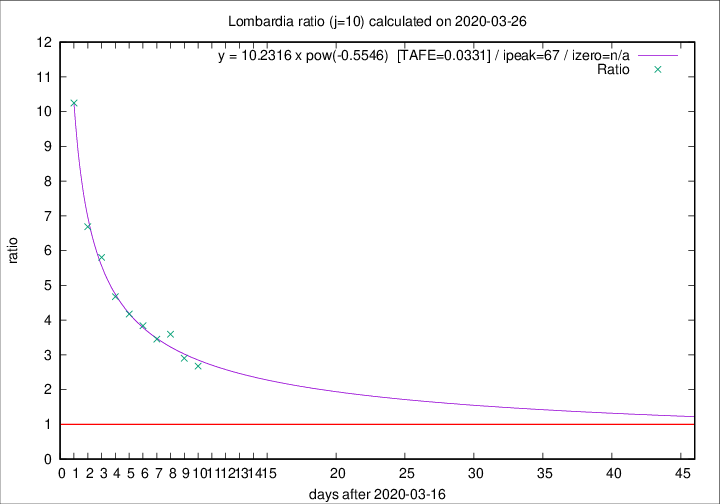 Lombardia ratio (j=10) calculated on 2020-03-26
y = 10.2316 x pow(-0.5546) [TAFE=0.0331] / ipeak=67 / izero=n/a
Ratio
12
11
10
9
8
7
6
5
4
3
2
1
0
ratio
0 1 2 3 4 5 6 7 8 9 10 11 12 13 14 15 20 25 30 35 40 45
days after 2020-03-16